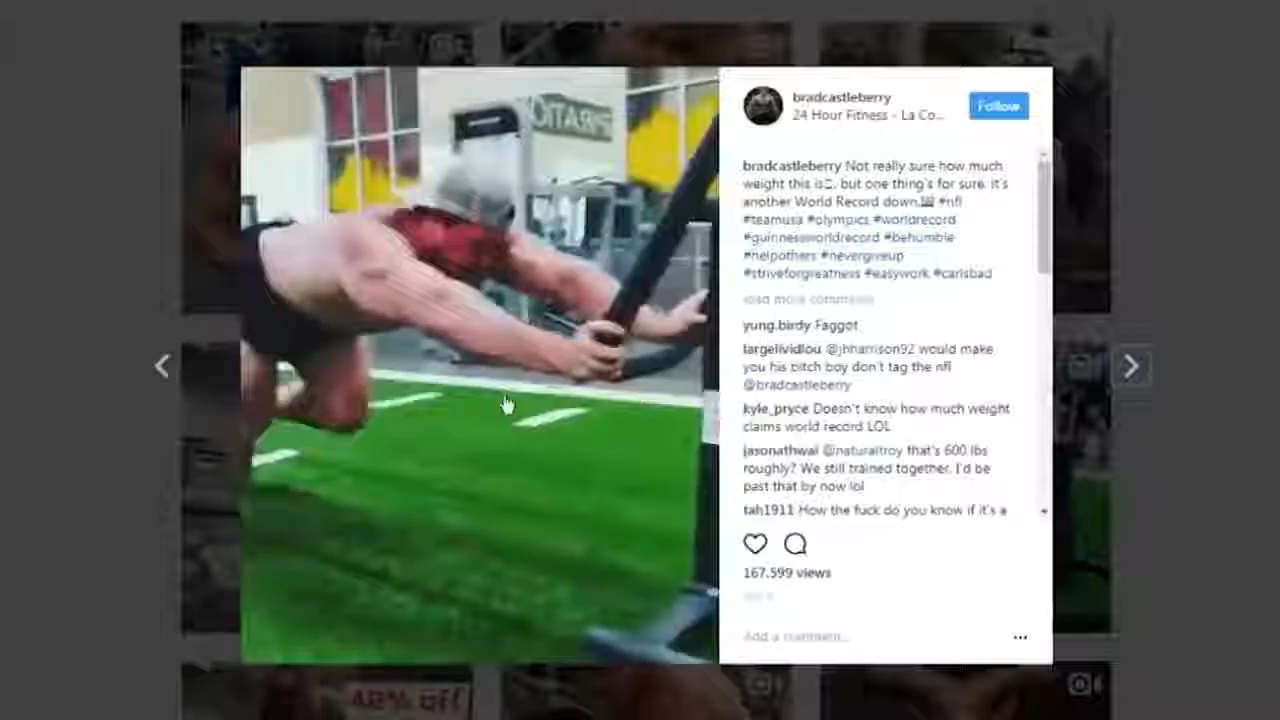 PARATIO
bradcastleberry
24 Hour Fitness - La Co...
Follow
bradcastleberry Not really sure how much
weight this is, but one thing's for sure, it's
another World Record down. #nfl
#teamusa #olympics #worldrecord
#guinnessworldrecord #behumble
#helpothers #nevergiveup
#striveforgreatness #easywork #carlsbad
load more comments
yung.birdy Faggot
largelividlou @jhharrison92 would make
you his bitch boy don't tag the nfl
@bradcastleberry
kyle_pryce Doesn't know how much weight
claims world record LOL
jasonathwal @naturaltroy that's 600 lbs
roughly? We still trained together. I'd be
past that by now lol
tah1911 How the fuck do you know if it's a
167,599 views
Add a comment...
40% off